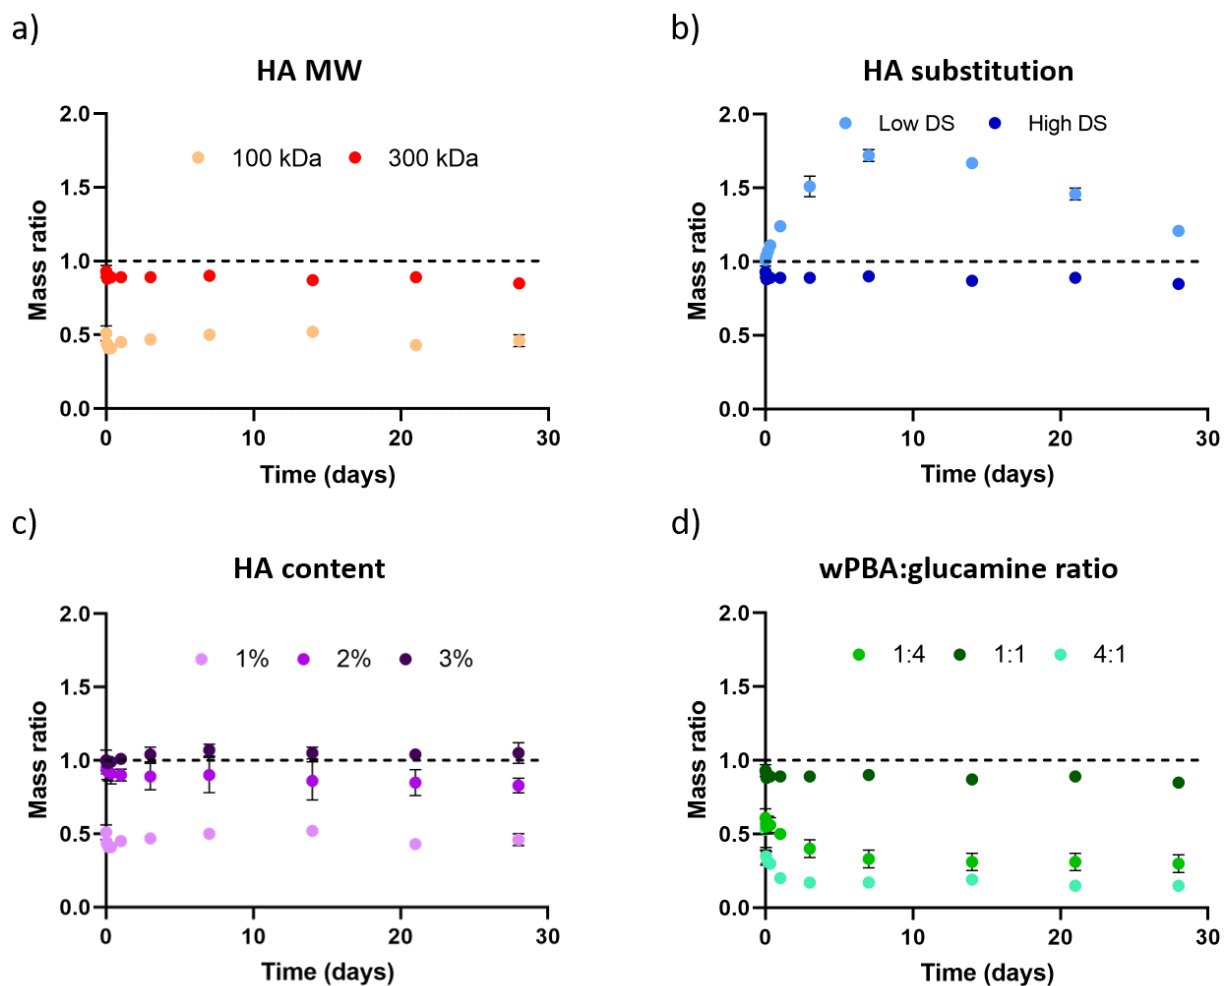 a)
HA MW
100 kDa
300 kDa
Mass ratio
2.0
1.5
1.0
0.5
0.0
0
10
20
30
Time (days)
b)
HA substitution
Low DS
High DS
Mass ratio
2.0
1.5
1.0
0.5
0.0
0
10
20
30
Time (days)
c)
HA content
1%
2%
3%
Mass ratio
2.0
1.5
1.0
0.5
0.0
0
10
20
30
Time (days)
d)
wPBA:glucamine ratio
1:4
1:1
4:1
Mass ratio
2.0
1.5
1.0
0.5
0.0
0
10
20
30
Time (days)